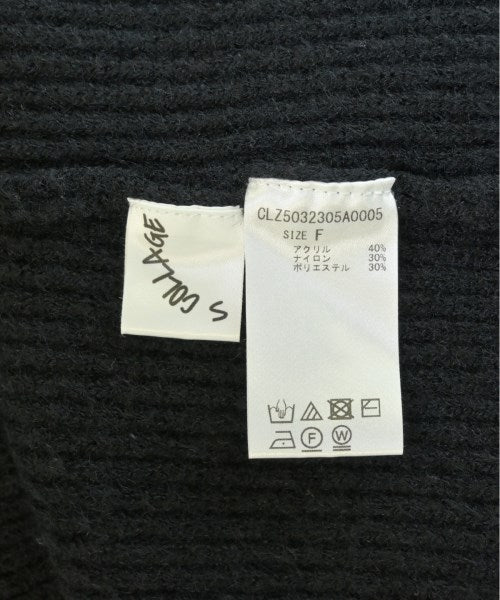 COLLAGE
S
CLZ5032305A0005
SIZE F
アクリル 40%
ナイロン 30%
ポリエステル 30%
F W